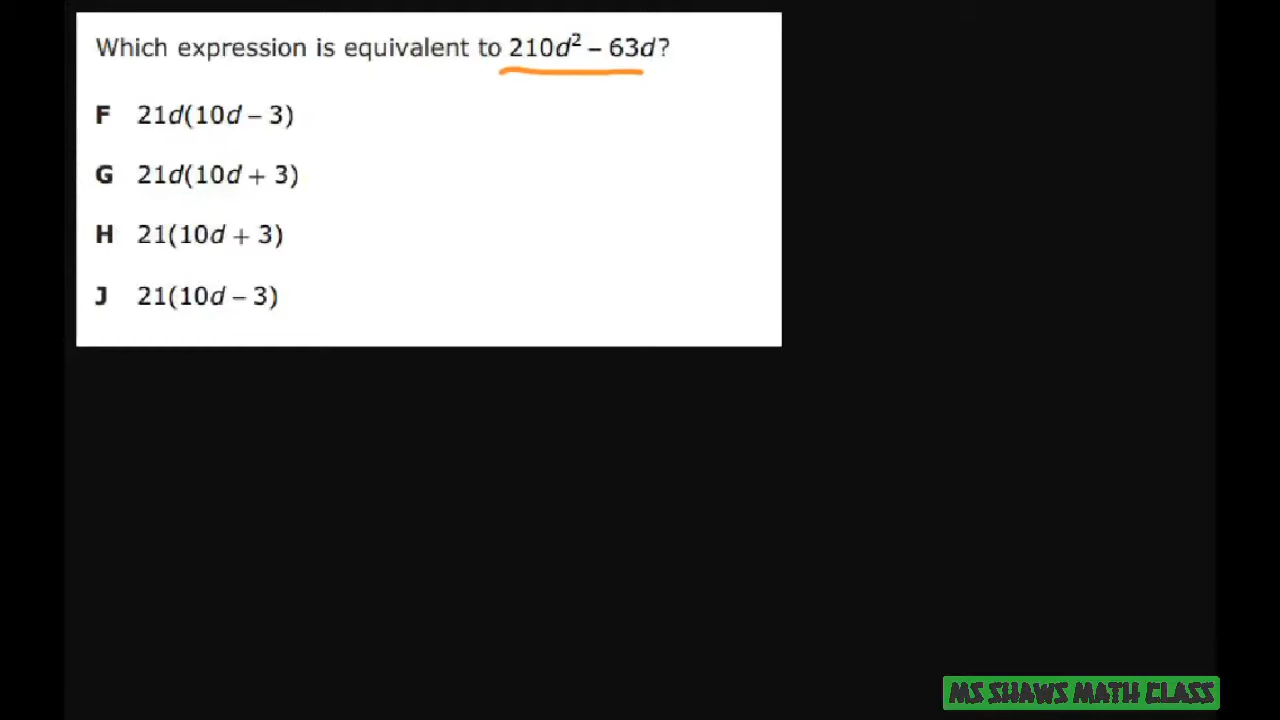 Which expression is equivalent to 210d² – 63d?
F 21d(10d – 3)
G 21d(10d + 3)
H 21(10d + 3)
J 21(10d – 3)
MS SHAWS MATH CLASS